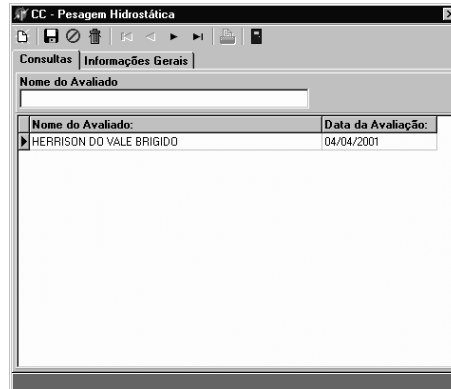 CC - Pesagem Hidrostática
Consultas Informações Gerais
Nome do Avaliado
Nome do Avaliado: Data da Avaliação:
HERRISON DO VALE BRIGIDO 04/04/2001